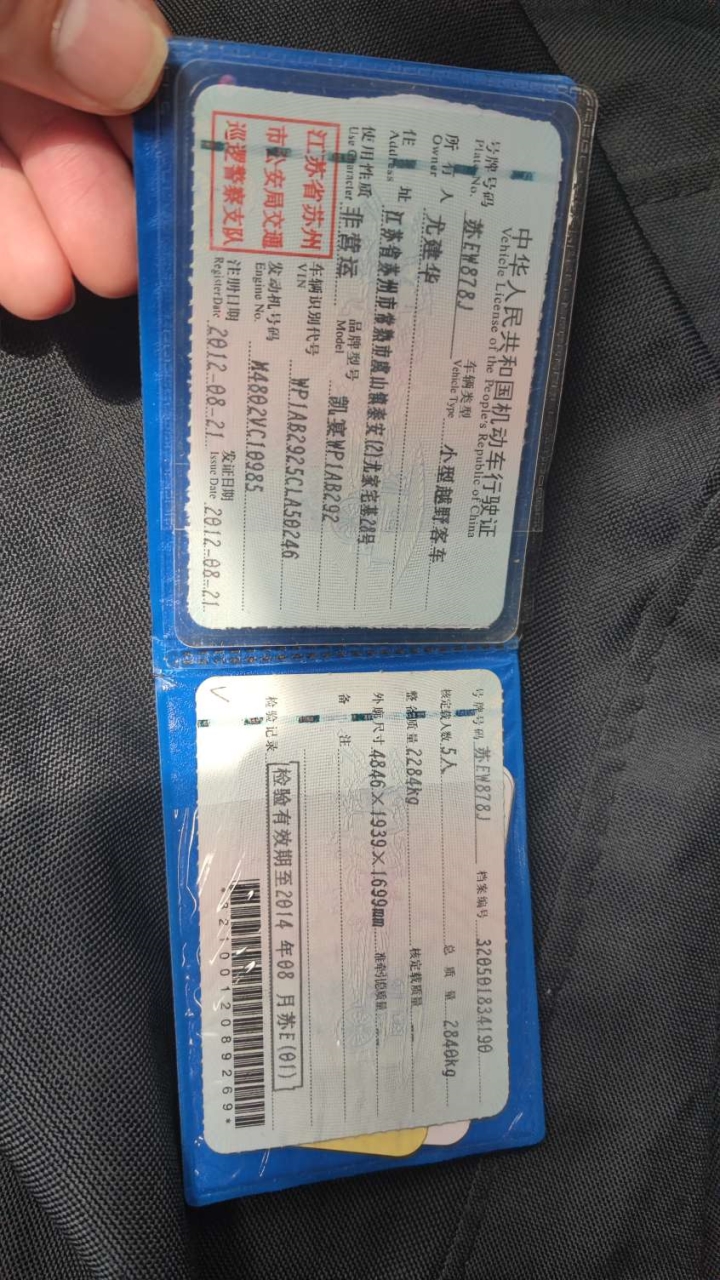 中华人民共和国机动车行驶证
Vehicle License of the People's Republic of China
号牌号码 苏EW878J 车辆类型 小型越野客车
Plate No. Vehicle Type
所有人 尤建华
Owner
住址 江苏省苏州市常熟市虞山镇泰安(2)尤家宅基28号
Address
使用性质 非营运 品牌型号 凯宴WP1AB292
Use Character Model
江苏省苏州
市公安局交通
巡逻警察支队
车辆识别代号 WP1AB2925CLA50246
VIN
发动机号码 M4802VC10985
Engine No.
注册日期 2012-08-21 发证日期 2012-08-21
Register Date Issue Date
号牌号码 苏EW878J 档案编号 320501834190
核定载人数 5人 总质量 2840kg
整备质量 2284kg 核定载质量 --
外廓尺寸 4846×1939×1699mm 准牵引总质量 --
备注
检验记录 检验有效期至2014年08月苏E(01)
*3210012089269*